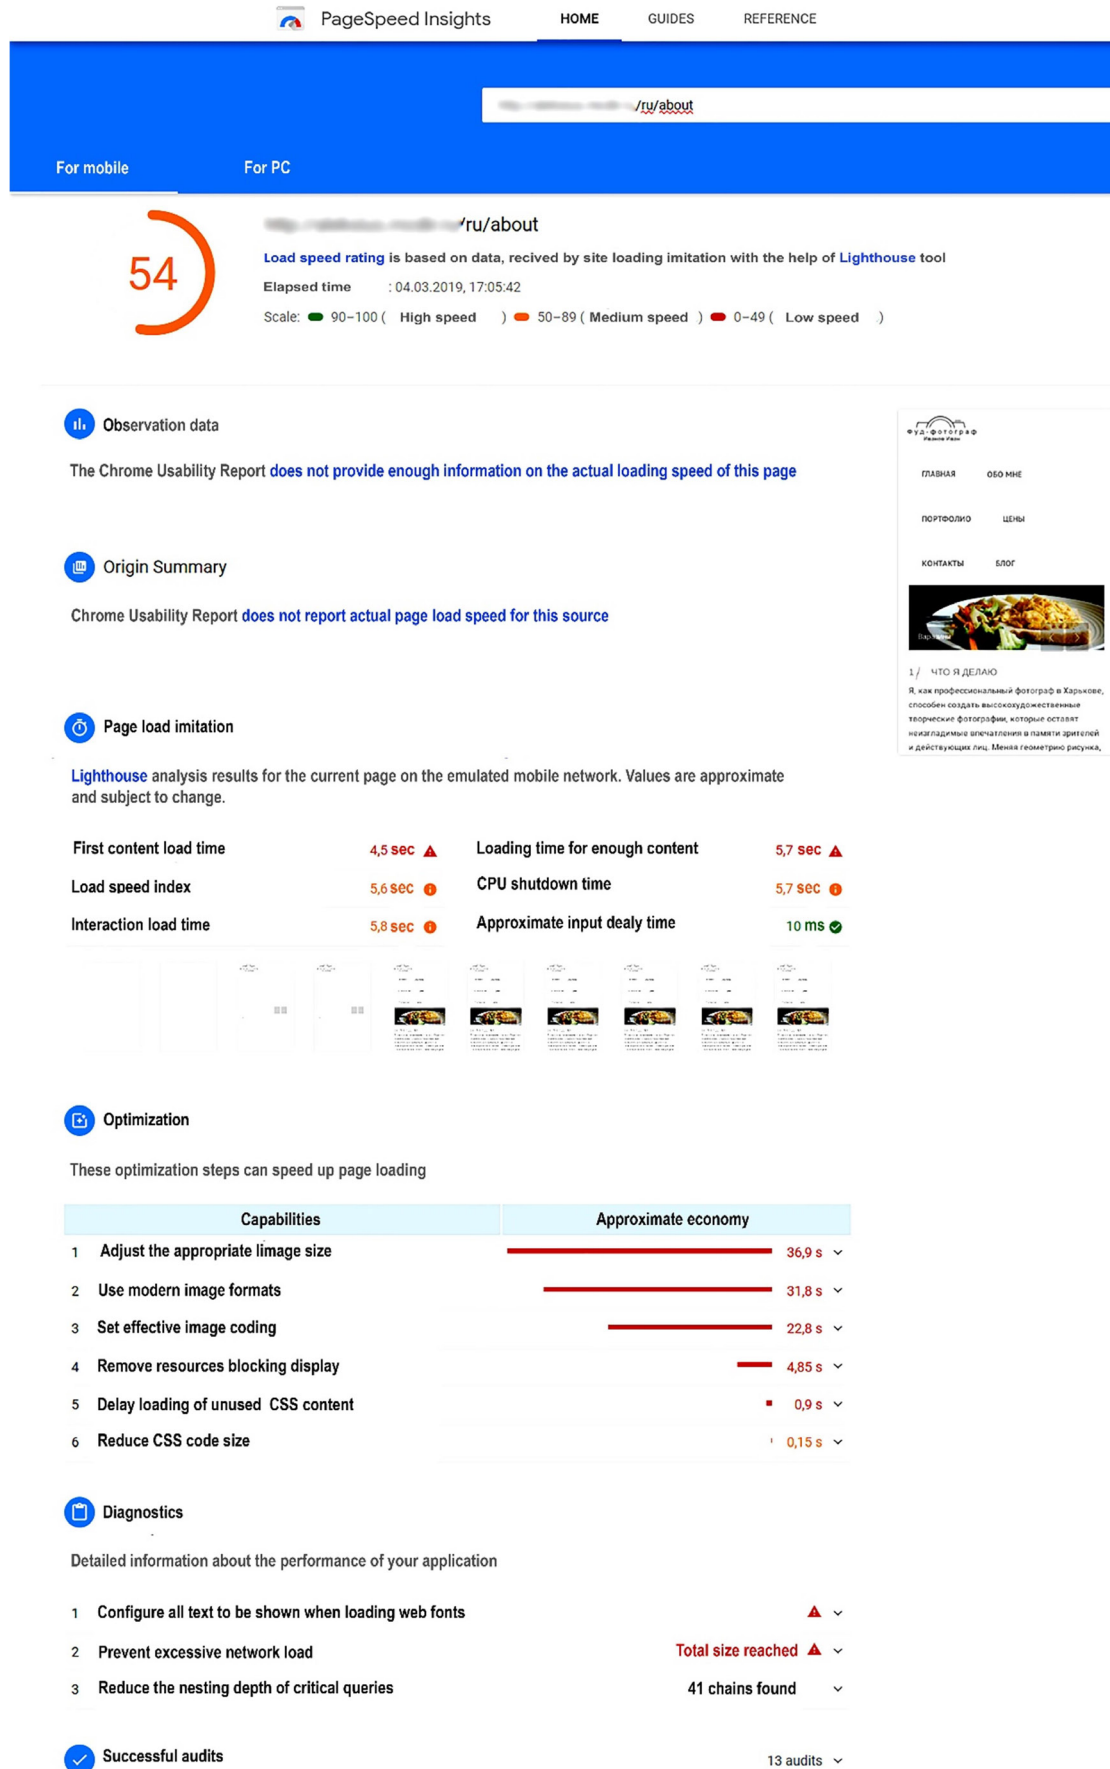 PageSpeed Insights HOME GUIDES REFERENCE
/ru/about
For mobile For PC
54
/ru/about
Load speed rating is based on data, recived by site loading imitation with the help of Lighthouse tool
Elapsed time : 04.03.2019, 17:05:42
Scale: 90–100 ( High speed ) 50–89 ( Medium speed ) 0–49 ( Low speed )
Observation data
The Chrome Usability Report does not provide enough information on the actual loading speed of this page
Origin Summary
Chrome Usability Report does not report actual page load speed for this source
Фуд-фотограф
Иванов Иван
ГЛАВНАЯ ОБО МНЕ
ПОРТФОЛИО ЦЕНЫ
КОНТАКТЫ БЛОГ
1 / ЧТО Я ДЕЛАЮ
Я, как профессиональный фотограф в Харькове,
способен создать высокохудожественные
творческие фотографии, которые оставят
неизгладимые впечатления в памяти зрителей
и действующих лиц. Меняя геометрию рисунка,
Page load imitation
Lighthouse analysis results for the current page on the emulated mobile network. Values are approximate
and subject to change.
First content load time 4,5 sec Loading time for enough content 5,7 sec
Load speed index 5,6 sec CPU shutdown time 5,7 sec
Interaction load time 5,8 sec Approximate input dealy time 10 ms
Optimization
These optimization steps can speed up page loading
Capabilities Approximate economy
1 Adjust the appropriate limage size 36,9 s
2 Use modern image formats 31,8 s
3 Set effective image coding 22,8 s
4 Remove resources blocking display 4,85 s
5 Delay loading of unused CSS content 0,9 s
6 Reduce CSS code size 0,15 s
Diagnostics
Detailed information about the performance of your application
1 Configure all text to be shown when loading web fonts
2 Prevent excessive network load Total size reached
3 Reduce the nesting depth of critical queries 41 chains found
Successful audits 13 audits